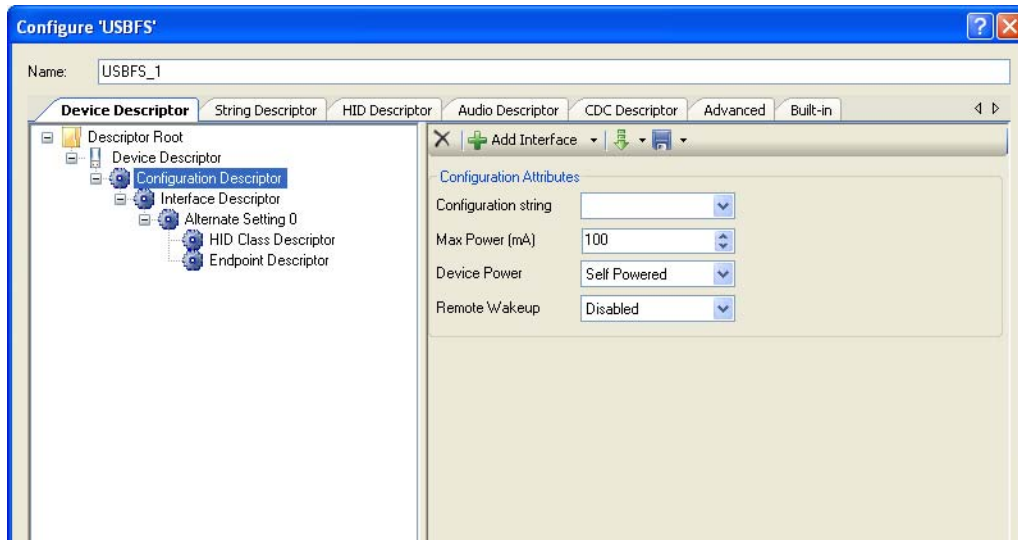 Configure 'USBFS'
Name: USBFS_1
Device Descriptor String Descriptor HID Descriptor Audio Descriptor CDC Descriptor Advanced Built-in
Descriptor Root
Device Descriptor
Configuration Descriptor
Interface Descriptor
Alternate Setting 0
HID Class Descriptor
Endpoint Descriptor
Add Interface
Configuration Attributes
Configuration string
Max Power (mA) 100
Device Power Self Powered
Remote Wakeup Disabled